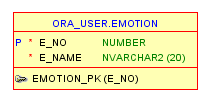 ORA_USER.EMOTION
P * E_NO NUMBER
* E_NAME NVARCHAR2 (20)
EMOTION_PK (E_NO)